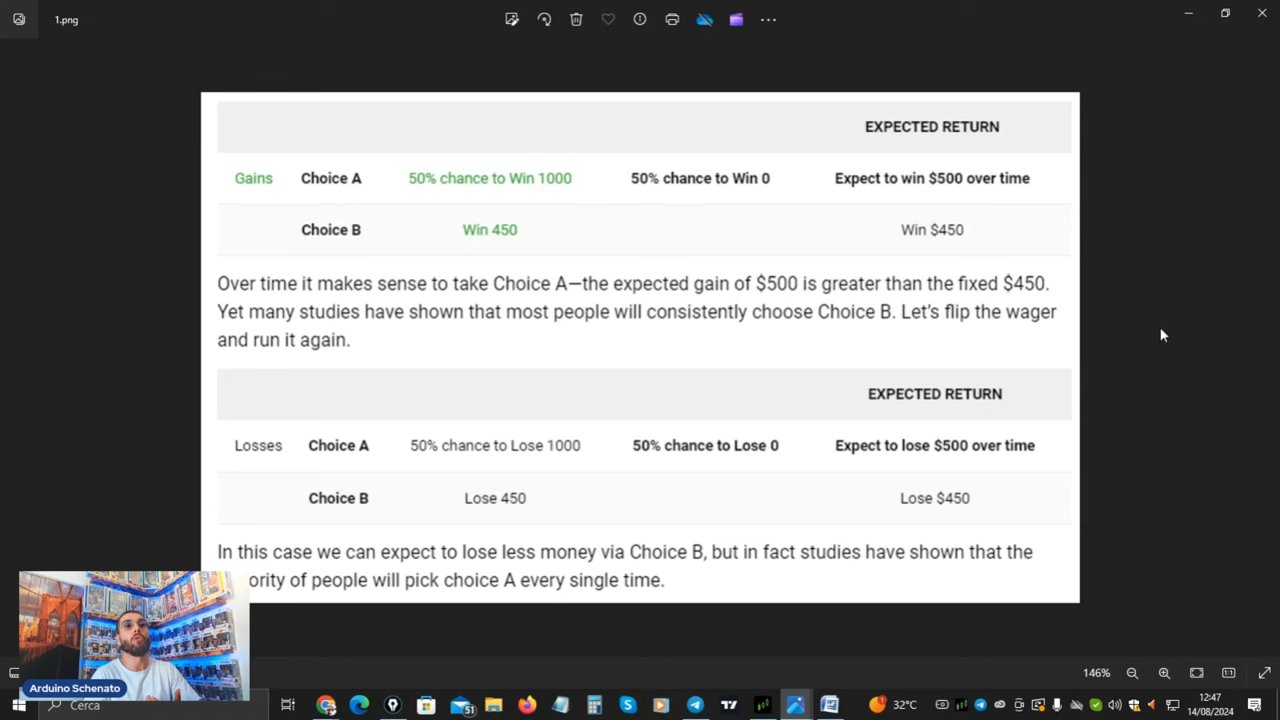 1.png
EXPECTED RETURN
Gains Choice A 50% chance to Win 1000 50% chance to Win 0 Expect to win $500 over time
Choice B Win 450 Win $450
Over time it makes sense to take Choice A—the expected gain of $500 is greater than the fixed $450.
Yet many studies have shown that most people will consistently choose Choice B. Let's flip the wager
and run it again.
EXPECTED RETURN
Losses Choice A 50% chance to Lose 1000 50% chance to Lose 0 Expect to lose $500 over time
Choice B Lose 450 Lose $450
In this case we can expect to lose less money via Choice B, but in fact studies have shown that the
ority of people will pick choice A every single time.
Arduino Schenato
146%
Cerca
51
32°C
12:47
14/08/2024